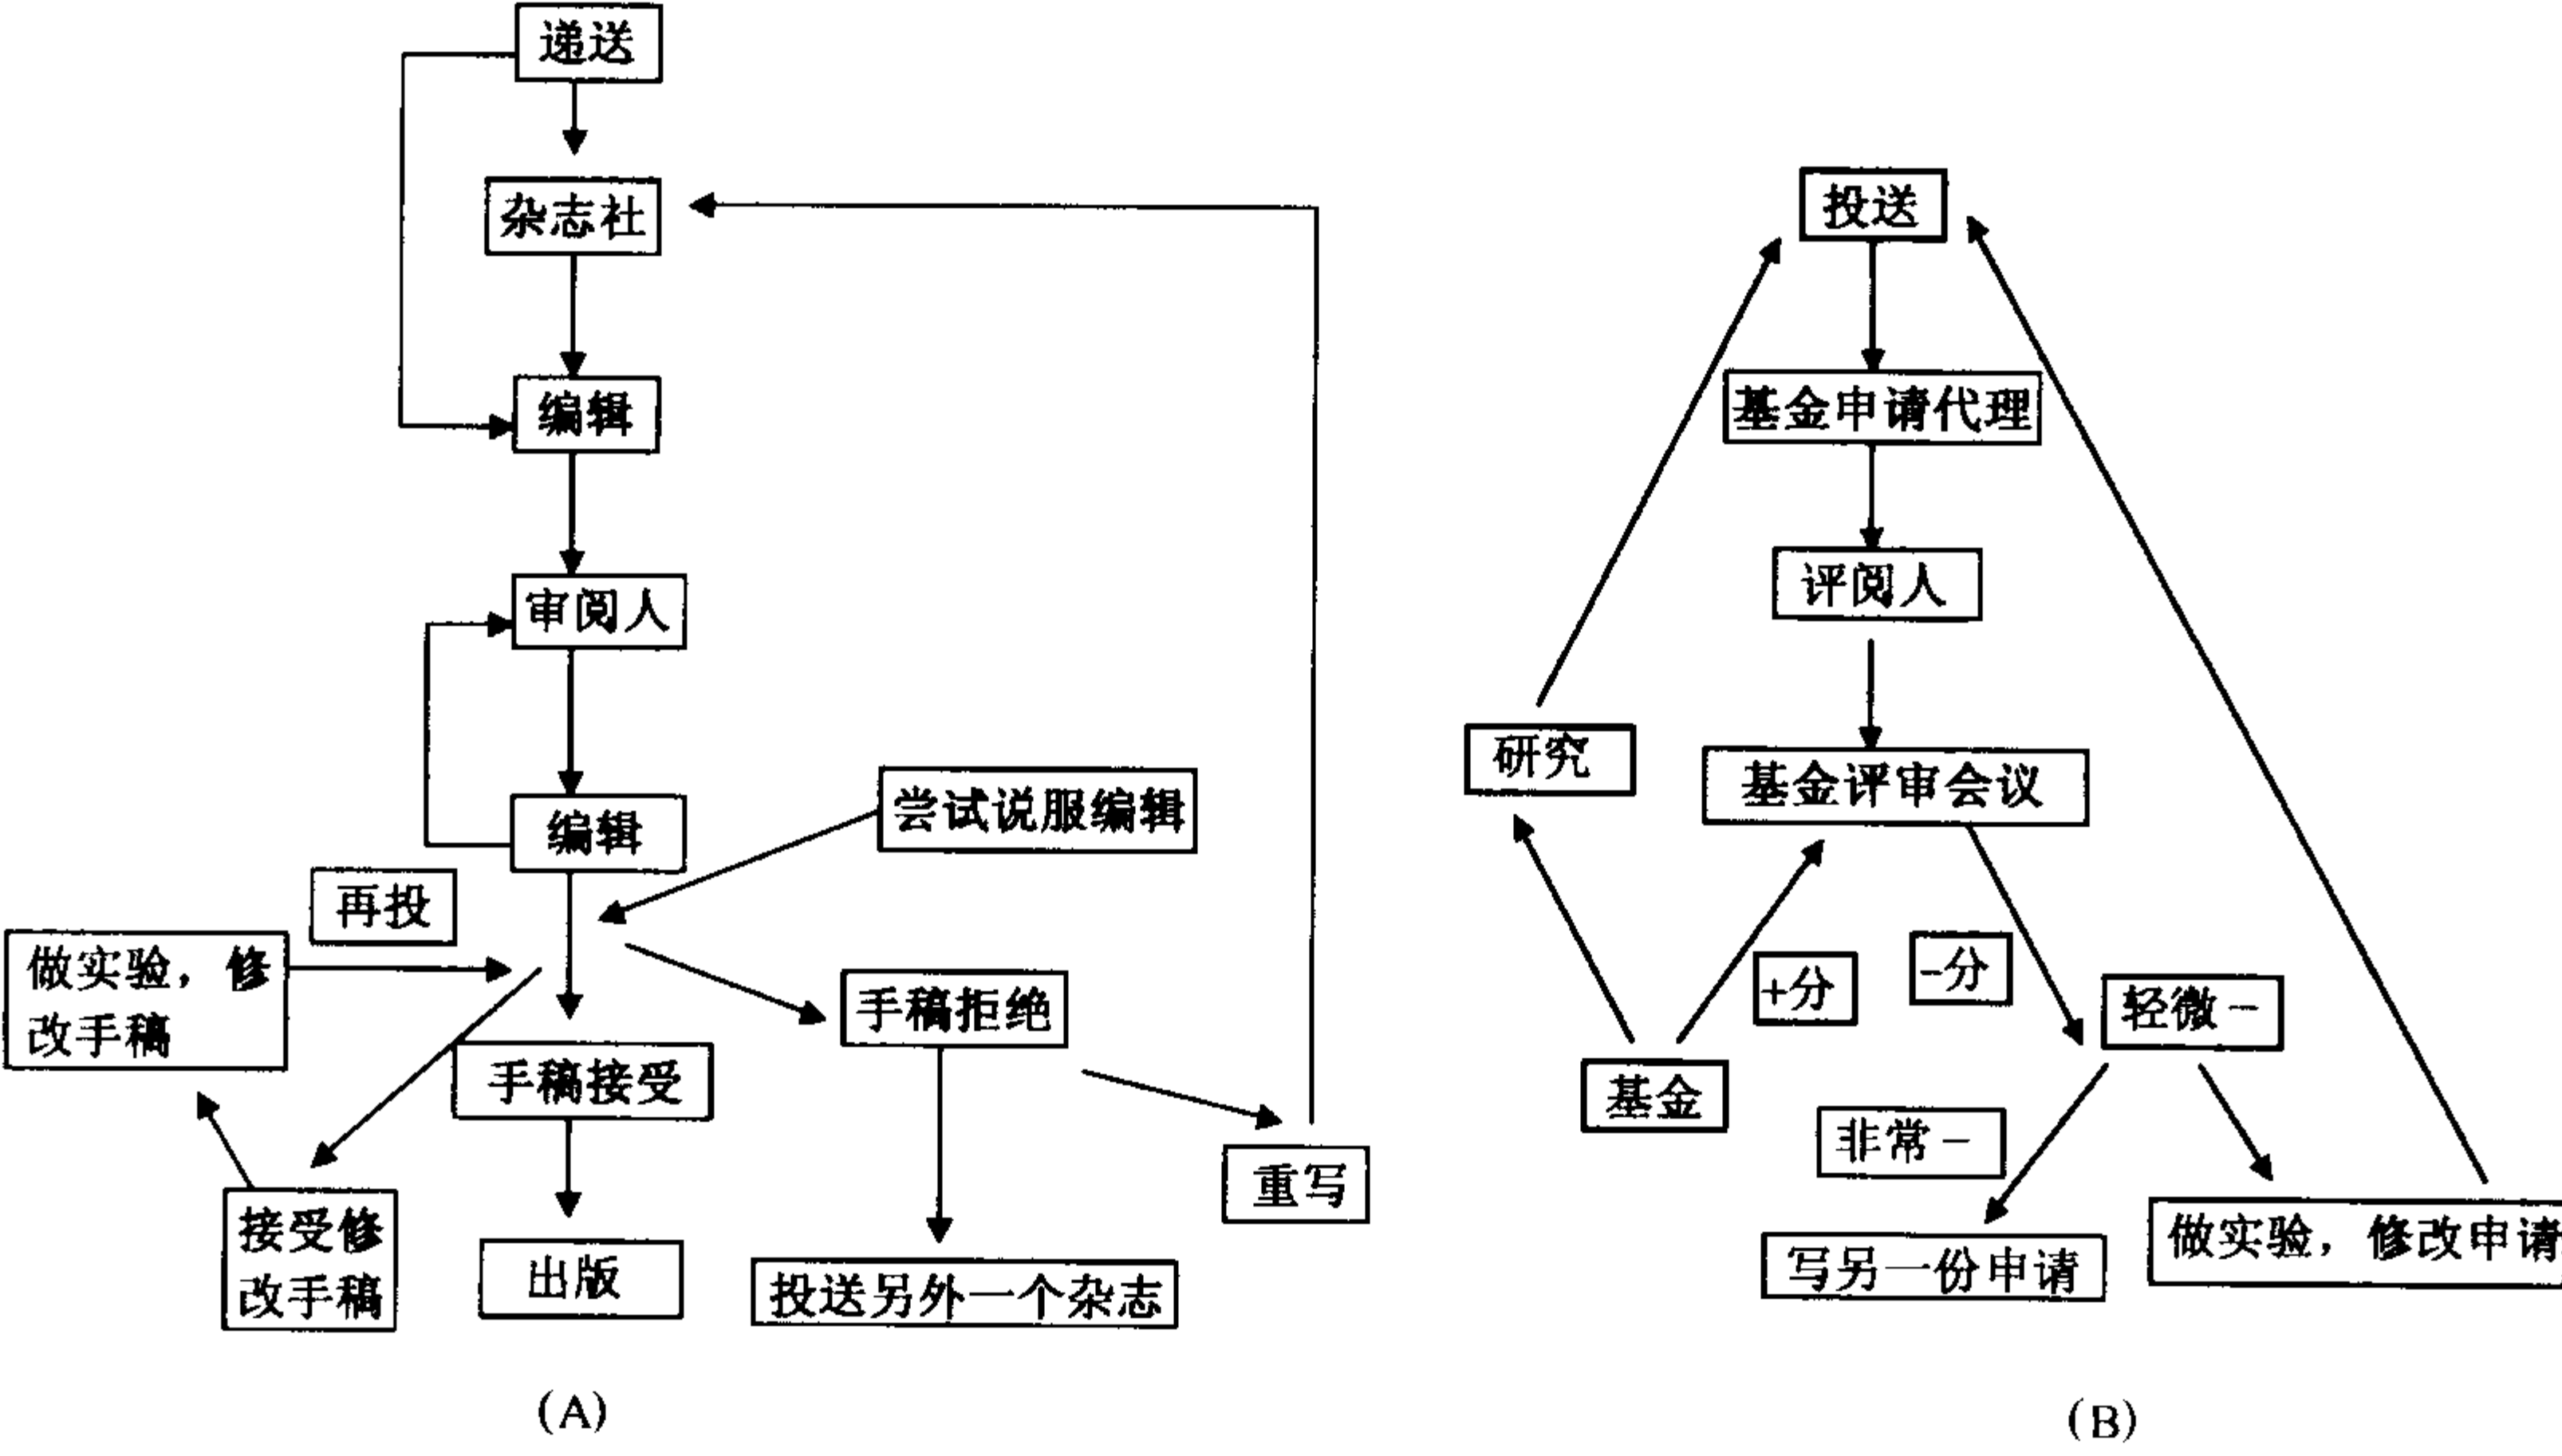 递送
杂志社
编辑
审阅人
编辑
尝试说服编辑
再投
做实验，修
改手稿
手稿拒绝
手稿接受
重写
接受修
改手稿
出版
投送另外一个杂志
(A)
投送
基金申请代理
评阅人
研究
基金评审会议
+分
-分
轻微－
基金
非常－
写另一份申请
做实验，修改申请
(B)